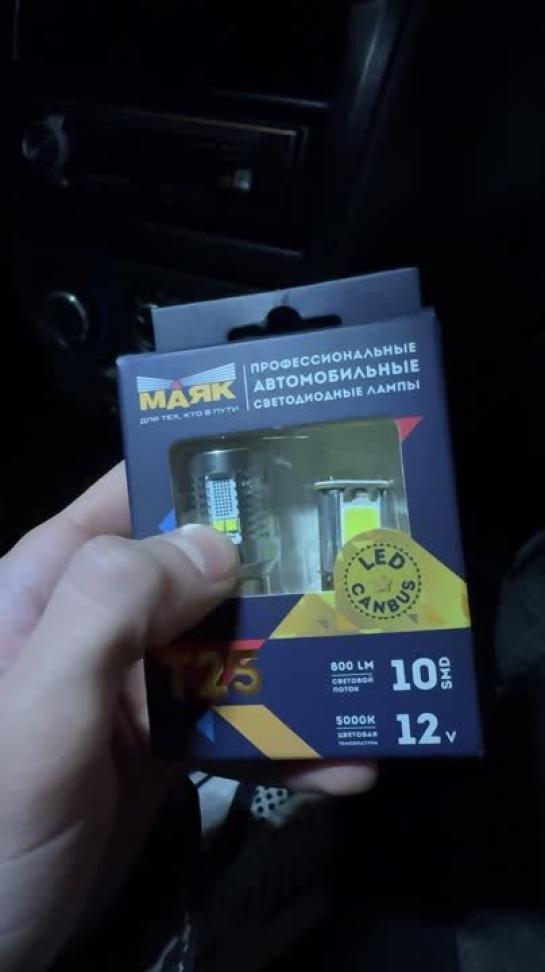 МАЯК
ДЛЯ ТЕХ, КТО В ПУТИ
ПРОФЕССИОНАЛЬНЫЕ
АВТОМОБИЛЬНЫЕ
СВЕТОДИОДНЫЕ ЛАМПЫ
LED
CANBUS
T25
800 LM
СВЕТОВОЙ
ПОТОК
10 SMD
5000K
ЦВЕТОВАЯ
ТЕМПЕРАТУРА
12 V